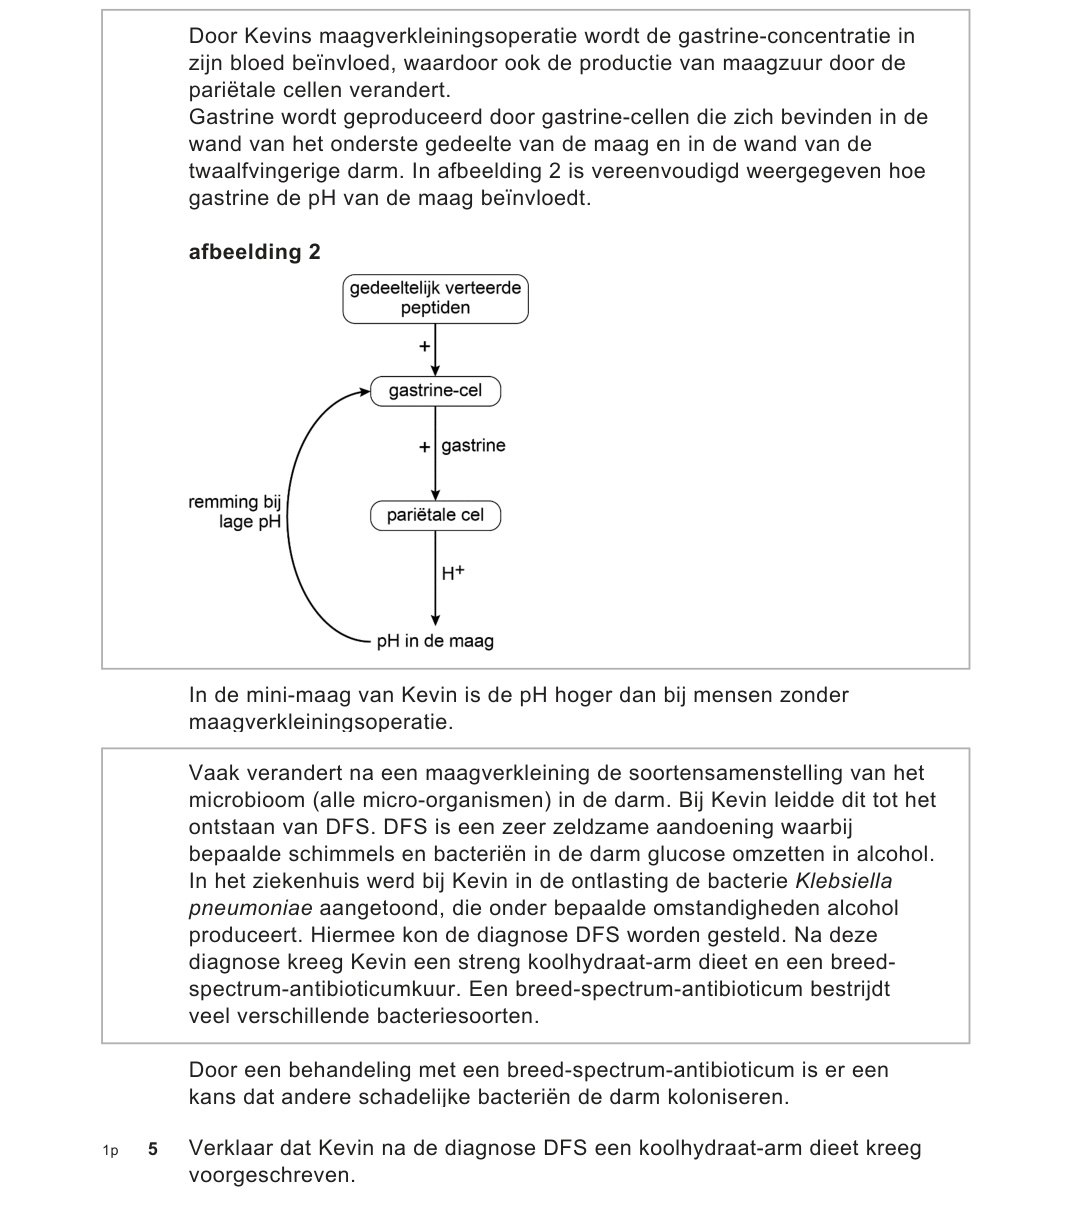 Door Kevins maagverkleiningsoperatie wordt de gastrine-concentratie in
zijn bloed beïnvloed, waardoor ook de productie van maagzuur door de
pariëtale cellen verandert.
Gastrine wordt geproduceerd door gastrine-cellen die zich bevinden in de
wand van het onderste gedeelte van de maag en in de wand van de
twaalfvingerige darm. In afbeelding 2 is vereenvoudigd weergegeven hoe
gastrine de pH van de maag beïnvloedt.
afbeelding 2
gedeeltelijk verteerde
peptiden
+
gastrine-cel
+ gastrine
remming bij
lage pH
pariëtale cel
H+
pH in de maag
In de mini-maag van Kevin is de pH hoger dan bij mensen zonder
maagverkleiningsoperatie.
Vaak verandert na een maagverkleining de soortensamenstelling van het
microbioom (alle micro-organismen) in de darm. Bij Kevin leidde dit tot het
ontstaan van DFS. DFS is een zeer zeldzame aandoening waarbij
bepaalde schimmels en bacteriën in de darm glucose omzetten in alcohol.
In het ziekenhuis werd bij Kevin in de ontlasting de bacterie Klebsiella
pneumoniae aangetoond, die onder bepaalde omstandigheden alcohol
produceert. Hiermee kon de diagnose DFS worden gesteld. Na deze
diagnose kreeg Kevin een streng koolhydraat-arm dieet en een breed-
spectrum-antibioticumkuur. Een breed-spectrum-antibioticum bestrijdt
veel verschillende bacteriesoorten.
Door een behandeling met een breed-spectrum-antibioticum is er een
kans dat andere schadelijke bacteriën de darm koloniseren.
1p 5 Verklaar dat Kevin na de diagnose DFS een koolhydraat-arm dieet kreeg
voorgeschreven.